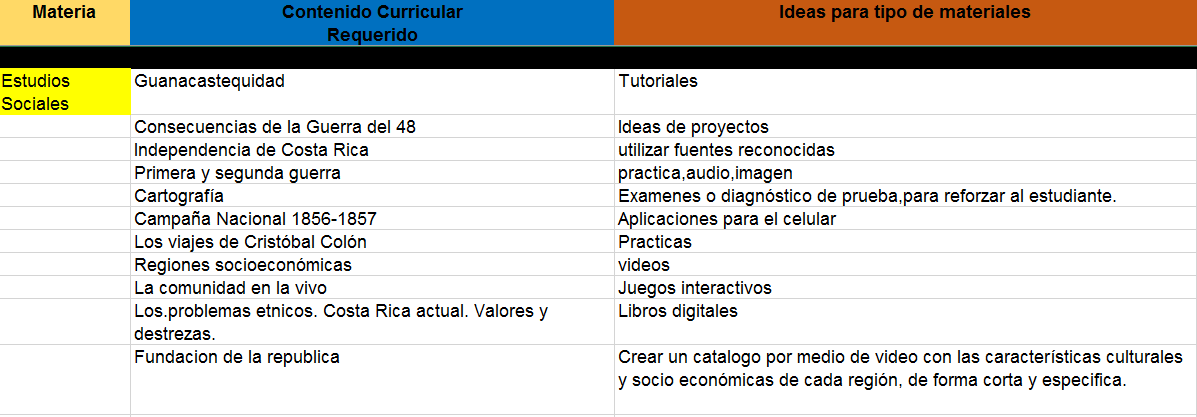 Materia Contenido Curricular Ideas para tipo de materiales
Requerido
Estudios Guanacastequidad Tutoriales
Sociales
Consecuencias de la Guerra del 48 Ideas de proyectos
Independencia de Costa Rica utilizar fuentes reconocidas
Primera y segunda guerra practica,audio,imagen
Cartografía Examenes o diagnóstico de prueba,para reforzar al estudiante.
Campaña Nacional 1856-1857 Aplicaciones para el celular
Los viajes de Cristóbal Colón Practicas
Regiones socioeconómicas videos
La comunidad en la vivo Juegos interactivos
Los.problemas etnicos. Costa Rica actual. Valores y Libros digitales
destrezas.
Fundacion de la republica Crear un catalogo por medio de video con las características culturales
y socio económicas de cada región, de forma corta y especifica.